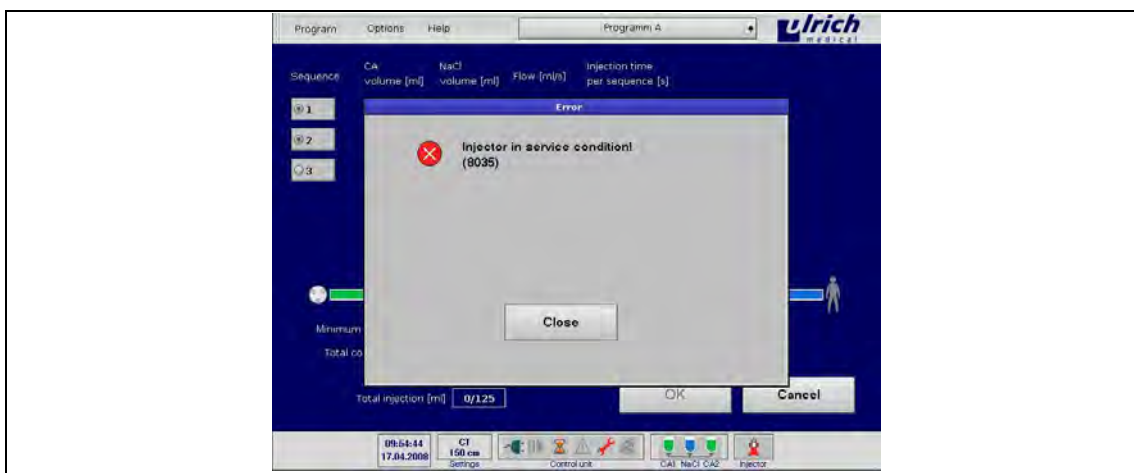 Program Options Help Programm A ulrich
medical
Sequence CA
volume [ml] NaCl
volume [ml] Flow [ml/s] Injection time
per sequence [s]
1
2
3
Error
Injector in service condition!
(8035)
Close
Minimum
Total co
Total injection [ml] 0/125 OK Cancel
09:54:44
17.04.2008 CT
150 cm
Settings Control unit CA1 NaCl CA2 Injector